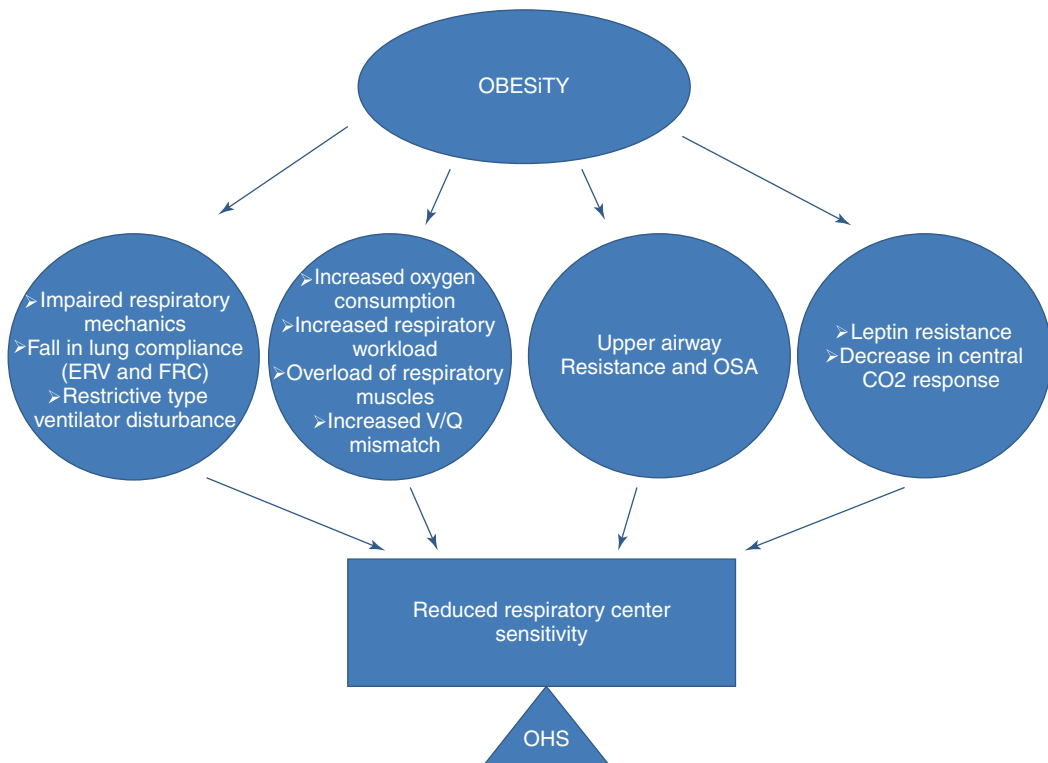 OBESiTY
➢Impaired respiratory
mechanics
➢Fall in lung compliance
(ERV and FRC)
➢Restrictive type
ventilator disturbance
➢Increased oxygen
consumption
➢Increased respiratory
workload
➢Overload of respiratory
muscles
➢Increased V/Q
mismatch
Upper airway
Resistance and OSA
➢Leptin resistance
➢Decrease in central
CO2 response
Reduced respiratory center
sensitivity
OHS